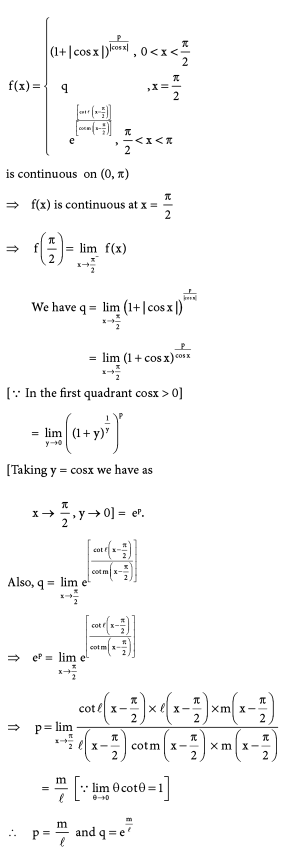 f(x) = { (1+|cos x|)^(p/|cos x|) , 0 < x < π/2
q , x = π/2
e^[cot ℓ(x−π/2)/cot m(x−π/2)] , π/2 < x < π
is continuous on (0, π)
⇒ f(x) is continuous at x = π/2
⇒ f(π/2) = lim_{x→π/2⁻} f(x)
We have q = lim_{x→π/2} (1+|cos x|)^(p/|cos x|)
= lim_{x→π/2} (1 + cos x)^(p/cos x)
[∵ In the first quadrant cosx > 0]
= lim_{y→0} ((1 + y)^(1/y))^p
[Taking y = cosx we have as
x → π/2, y → 0] = e^p.
Also, q = lim_{x→π/2} e^[cot ℓ(x−π/2)/cot m(x−π/2)]
⇒ e^p = lim_{x→π/2} e^[cot ℓ(x−π/2)/cot m(x−π/2)]
⇒ p = lim_{x→π/2} (cot ℓ(x−π/2) × ℓ(x−π/2) × m(x−π/2))/(ℓ(x−π/2) cot m(x−π/2) × m(x−π/2))
= m/ℓ [∵ lim_{θ→0} θ cot θ = 1]
∴ p = m/ℓ and q = e^(m/ℓ)